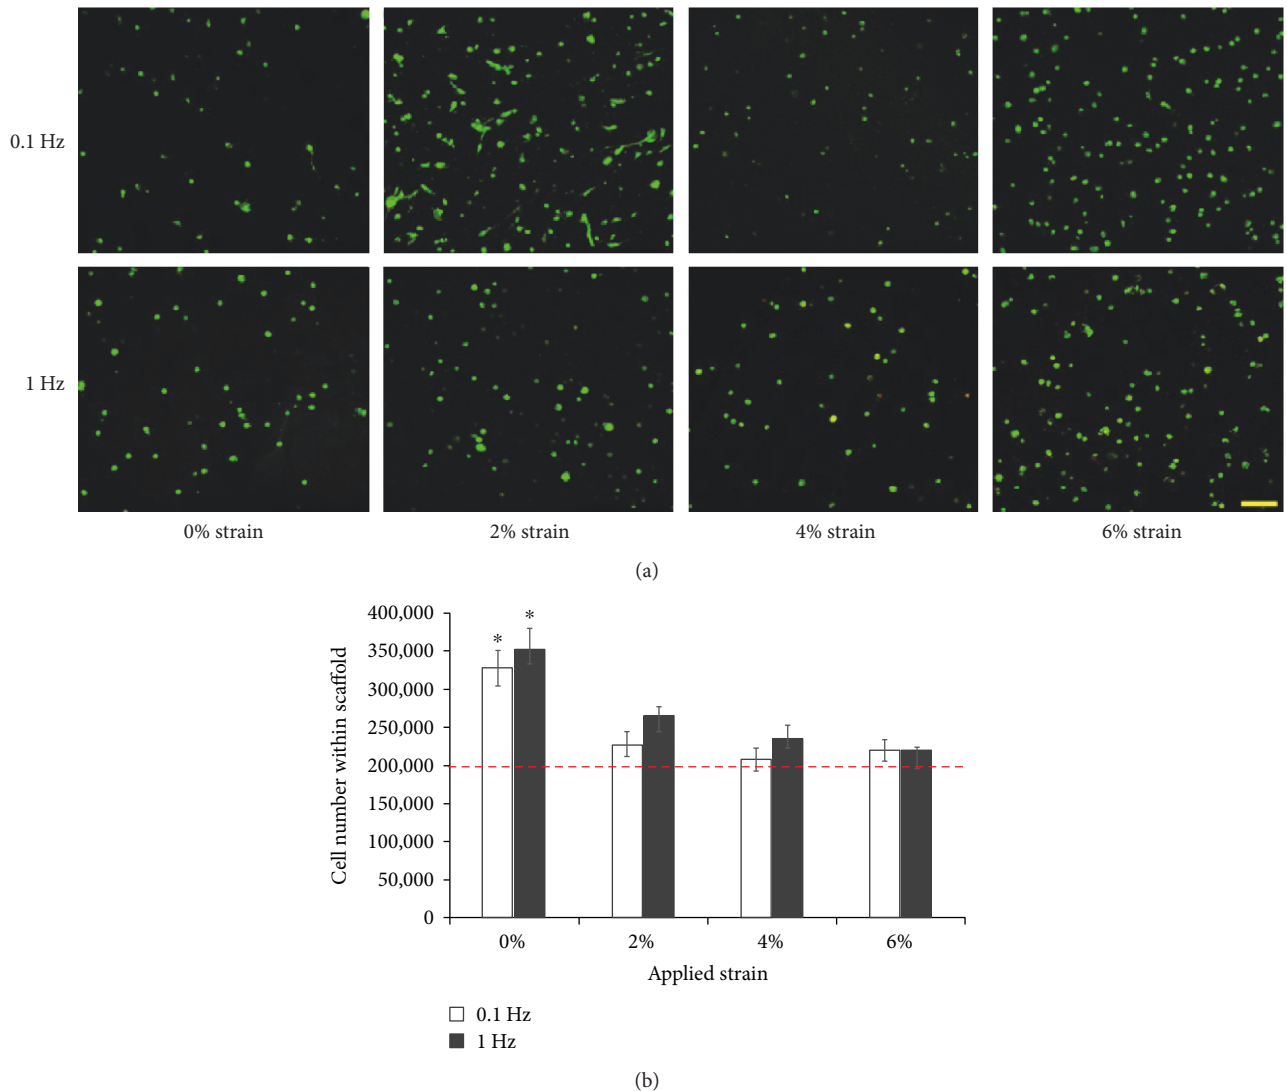 0.1 Hz
1 Hz
0% strain
2% strain
4% strain
6% strain
(a)
400,000
350,000
300,000
250,000
200,000
150,000
100,000
50,000
0
Cell number within scaffold
* *
0%
2%
4%
6%
Applied strain
0.1 Hz
1 Hz
(b)